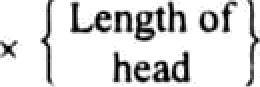 × { Length of
head }